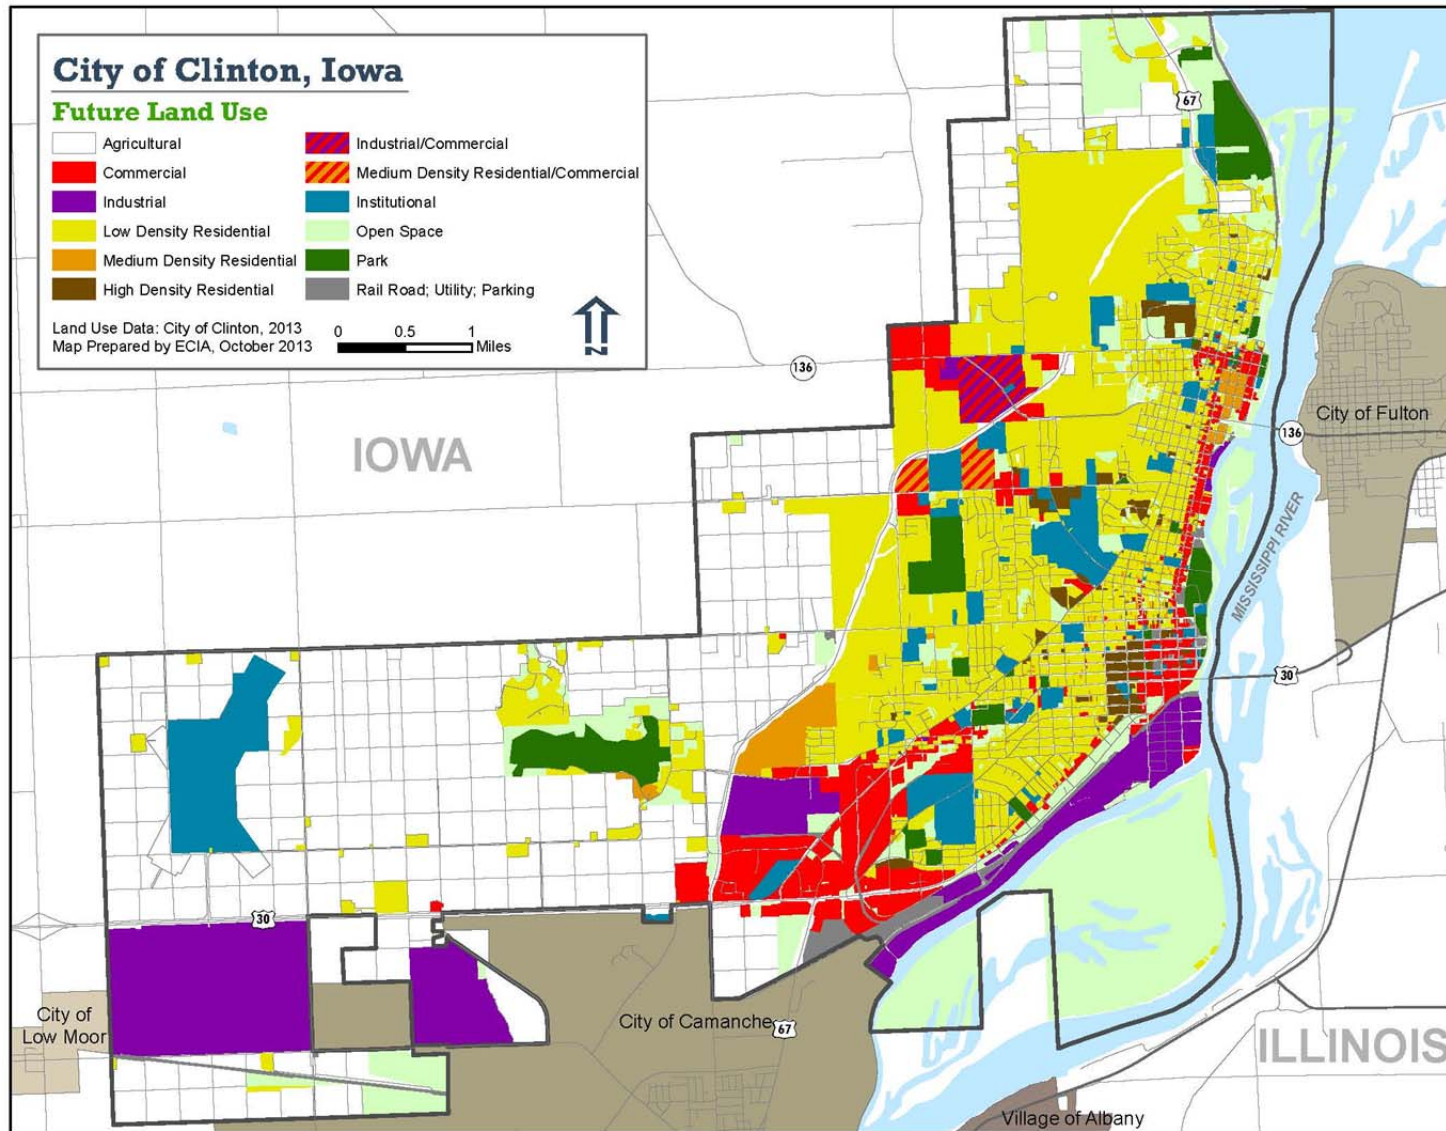 City of Clinton, Iowa
Future Land Use
Agricultural
Commercial
Industrial
Low Density Residential
Medium Density Residential
High Density Residential
Industrial/Commercial
Medium Density Residential/Commercial
Institutional
Open Space
Park
Rail Road; Utility; Parking
Land Use Data: City of Clinton, 2013
Map Prepared by ECIA, October 2013
0 0.5 1
Miles
N
67
136
IOWA
City of Fulton
136
MISSISSIPPI RIVER
30
30
City of
Low Moor
City of Camanche
67
ILLINOIS
Village of Albany